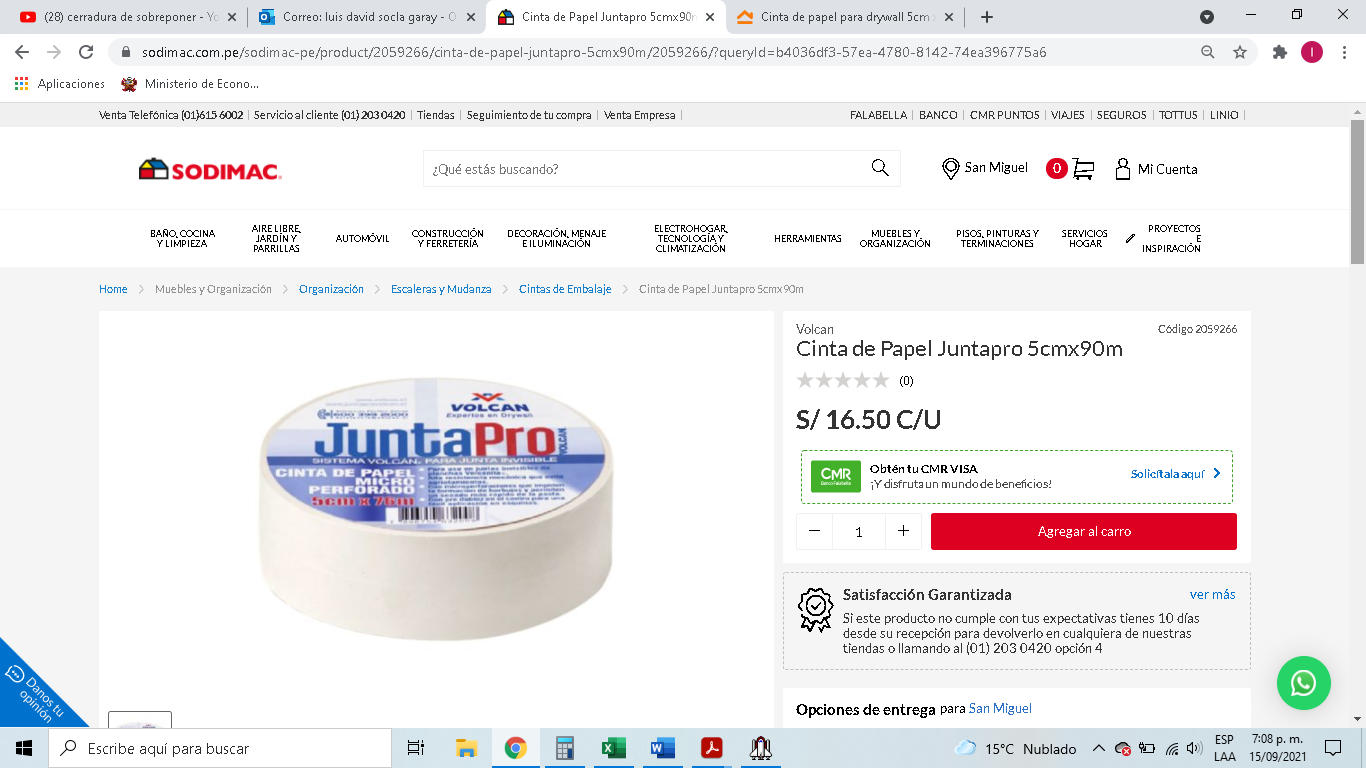 (28) cerradura de sobreponer - Yo
Correo: luis david socla garay - O
Cinta de Papel Juntapro 5cmx90m
Cinta de papel para drywall 5cm
sodimac.com.pe/sodimac-pe/product/2059266/cinta-de-papel-juntapro-5cmx90m/2059266/?queryId=b4036df3-57ea-4780-8142-74ea396775a6
I
Aplicaciones
Ministerio de Econo...
Venta Telefónica (01)615 6002 | Servicio al cliente (01) 203 0420 | Tiendas | Seguimiento de tu compra | Venta Empresa |
FALABELLA | BANCO | CMR PUNTOS | VIAJES | SEGUROS | TOTTUS | LINIO |
SODIMAC
¿Qué estás buscando?
San Miguel
0
Mi Cuenta
BAÑO, COCINA
Y LIMPIEZA
AIRE LIBRE,
JARDÍN Y
PARRILLAS
AUTOMÓVIL
CONSTRUCCIÓN
Y FERRETERÍA
DECORACIÓN, MENAJE
E ILUMINACIÓN
ELECTROHOGAR,
TECNOLOGÍA Y
CLIMATIZACIÓN
HERRAMIENTAS
MUEBLES Y
ORGANIZACIÓN
PISOS, PINTURAS Y
TERMINACIONES
SERVICIOS
HOGAR
PROYECTOS
E
INSPIRACIÓN
Home > Muebles y Organización > Organización > Escaleras y Mudanza > Cintas de Embalaje > Cinta de Papel Juntapro 5cmx90m
VOLCAN
Expertos en Drywall
JuntaPro
VOLCAN
SISTEMA VOLCAN, PARA JUNTA INVISIBLE
CINTA DE PAPEL
MICRO
PERFORADO
5cm x 76m
Volcan
Código 2059266
Cinta de Papel Juntapro 5cmx90m
(0)
S/ 16.50 C/U
CMR
Banco Falabella
Obtén tu CMR VISA
¡Y disfruta un mundo de beneficios!
Solicítala aquí
− 1 +
Agregar al carro
Satisfacción Garantizada
ver más
Si este producto no cumple con tus expectativas tienes 10 días
desde su recepción para devolverlo en cualquiera de nuestras
tiendas o llamando al (01) 203 0420 opción 4
Danos tu
opinión
Opciones de entrega para San Miguel
Escribe aquí para buscar
15°C Nublado
ESP
LAA
7:08 p. m.
15/09/2021